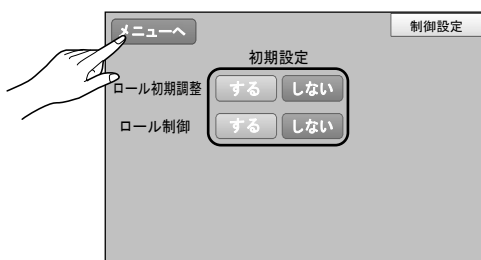 メニューへ
制御設定
初期設定
ロール初期調整 する しない
ロール制御 する しない